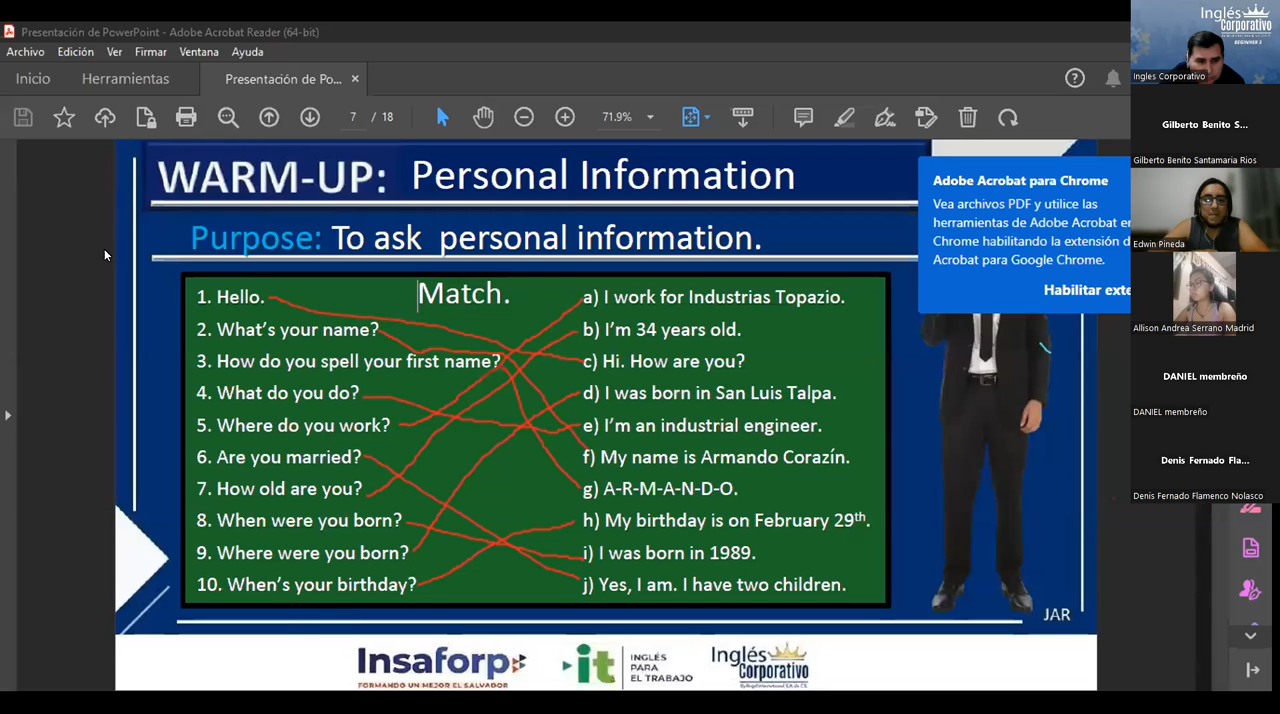 Presentación de PowerPoint - Adobe Acrobat Reader (64-bit)
Archivo Edición Ver Firmar Ventana Ayuda
Inicio Herramientas Presentación de Po... ×
7 / 18 71.9%
WARM-UP: Personal Information
Purpose: To ask personal information.
Match.
1. Hello.
2. What's your name?
3. How do you spell your first name?
4. What do you do?
5. Where do you work?
6. Are you married?
7. How old are you?
8. When were you born?
9. Where were you born?
10. When's your birthday?
a) I work for Industrias Topazio.
b) I'm 34 years old.
c) Hi. How are you?
d) I was born in San Luis Talpa.
e) I'm an industrial engineer.
f) My name is Armando Corazín.
g) A-R-M-A-N-D-O.
h) My birthday is on February 29th.
i) I was born in 1989.
j) Yes, I am. I have two children.
JAR
Insaforp
FORMANDO UN MEJOR EL SALVADOR
it
INGLÉS
PARA
EL TRABAJO
Inglés
Corporativo
Adobe Acrobat para Chrome
Vea archivos PDF y utilice las
herramientas de Adobe Acrobat en
Chrome habilitando la extensión d
Acrobat para Google Chrome.
Habilitar exte
Inglés
Corporativo
BEGINNER 2
Ingles Corporativo
Gilberto Benito S...
Gilberto Benito Santamaria Rios
Edwin Pineda
Allison Andrea Serrano Madrid
DANIEL membreño
DANIEL membreño
Denis Fernado Fla...
Denis Fernado Flamenco Nolasco